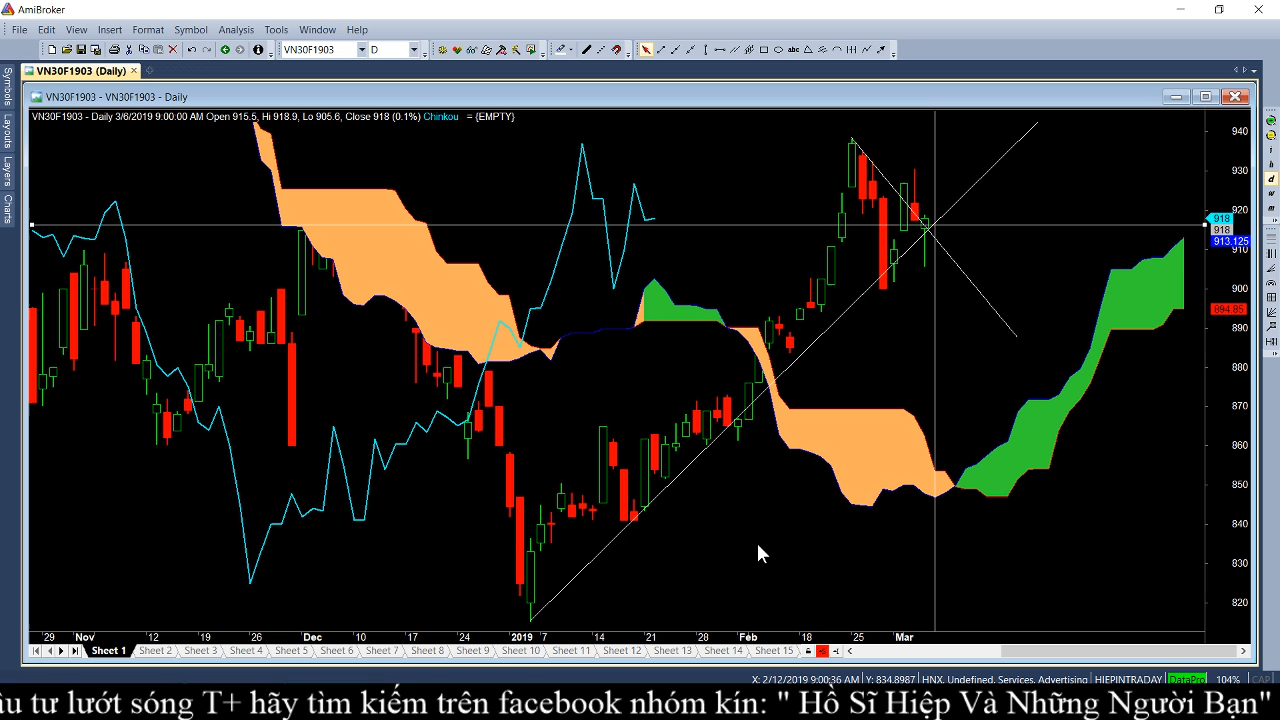 AmiBroker
File Edit View Insert Format Symbol Analysis Tools Window Help
VN30F1903 D abc
VN30F1903 (Daily)
VN30F1903 - VN30F1903 - Daily
VN30F1903 - Daily 3/6/2019 9:00:00 AM Open 915.5, Hi 918.9, Lo 905.6, Close 918 (0.1%) Chinkou = {EMPTY}
Symbols
Layouts
Layers
Charts
940
930
920
918
918
913.125
910
900
894.85
890
880
870
860
850
840
830
820
i
h
d
w
m
29 Nov 12 19 26 Dec 10 17 24 2019 7 14 21 28 Feb 18 25 Mar
Sheet 1 Sheet 2 Sheet 3 Sheet 4 Sheet 5 Sheet 6 Sheet 7 Sheet 8 Sheet 9 Sheet 10 Sheet 11 Sheet 12 Sheet 13 Sheet 14 Sheet 15
X: 2/12/2019 9:00:36 AM Y: 834.8987 HNX, Undefined, Services, Advertising HIEPINTRADAY DataPro 104% CAP
âu tư lướt sóng T+ hãy tìm kiếm trên facebook nhóm kín: " Hồ Sĩ Hiệp Và Những Người Bạn"